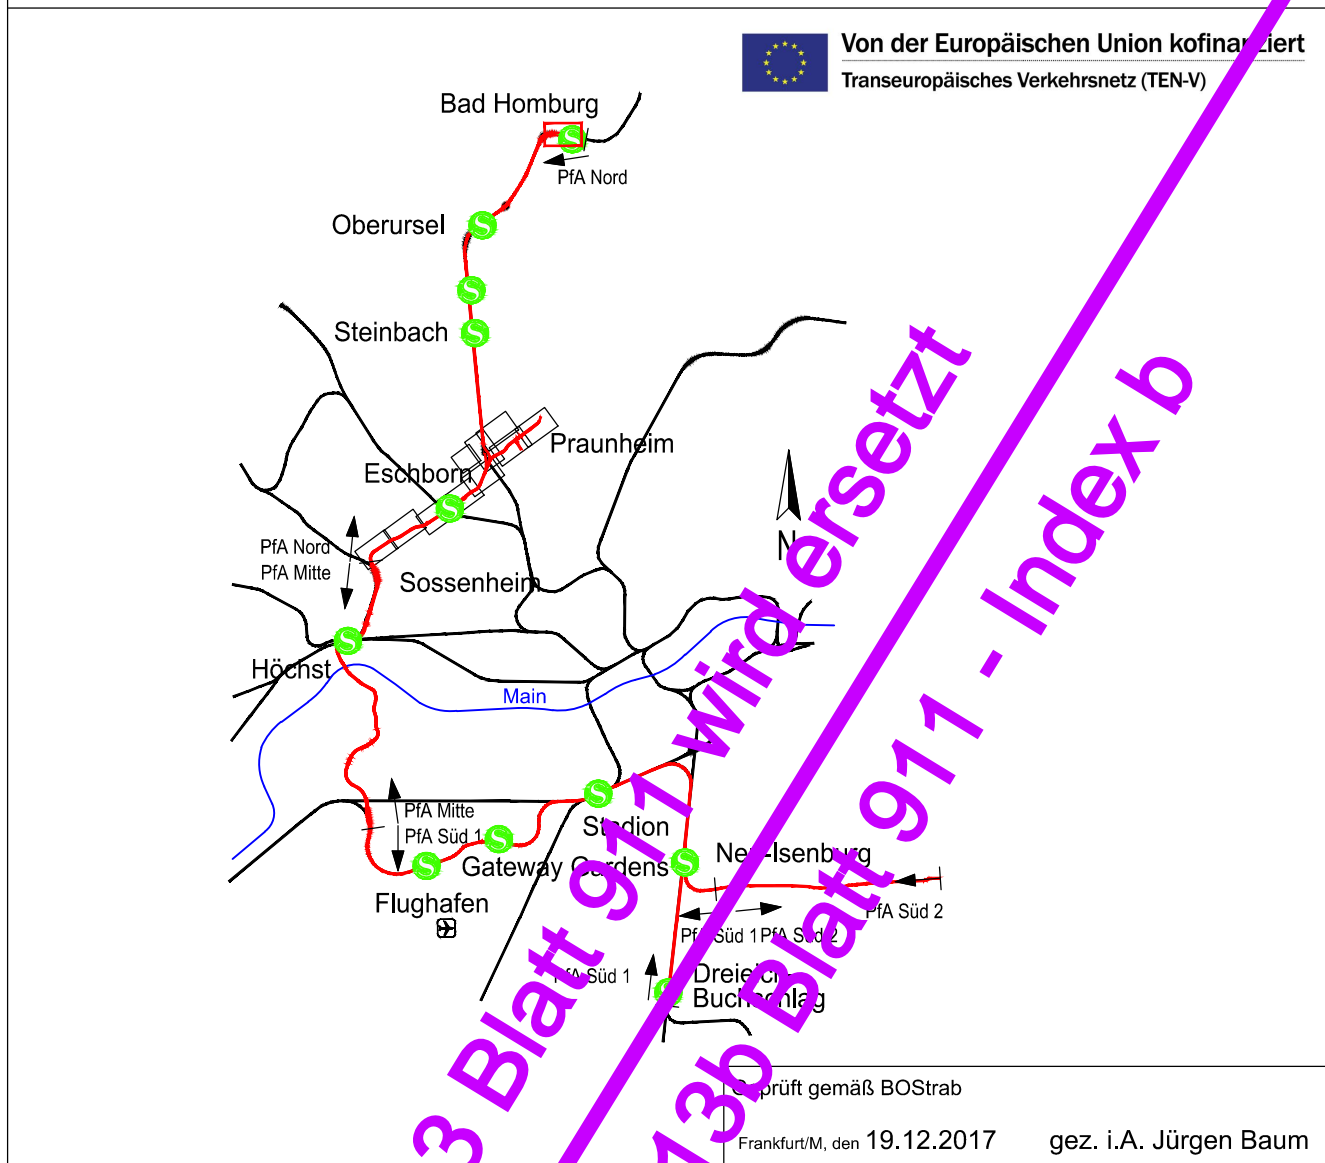 Von der Europäischen Union kofinanziert
Transeuropäisches Verkehrsnetz (TEN-V)
Bad Homburg
PfA Nord
Oberursel
Steinbach
Praunheim
Eschborn
N
PfA Nord
PfA Mitte
Sossenheim
Höchst
Main
PfA Mitte
PfA Süd 1
Stadion
Gateway Gardens
Neu-Isenburg
Flughafen
PfA Süd 2
PfA Süd 1 PfA Süd 2
PfA Süd 1
Dreieich-
Buchschlag
3 Blatt 911 wird ersetzt
13b Blatt 911 - Index b
Geprüft gemäß BOStrab
Frankfurt/M, den 19.12.2017 gez. i.A. Jürgen Baum